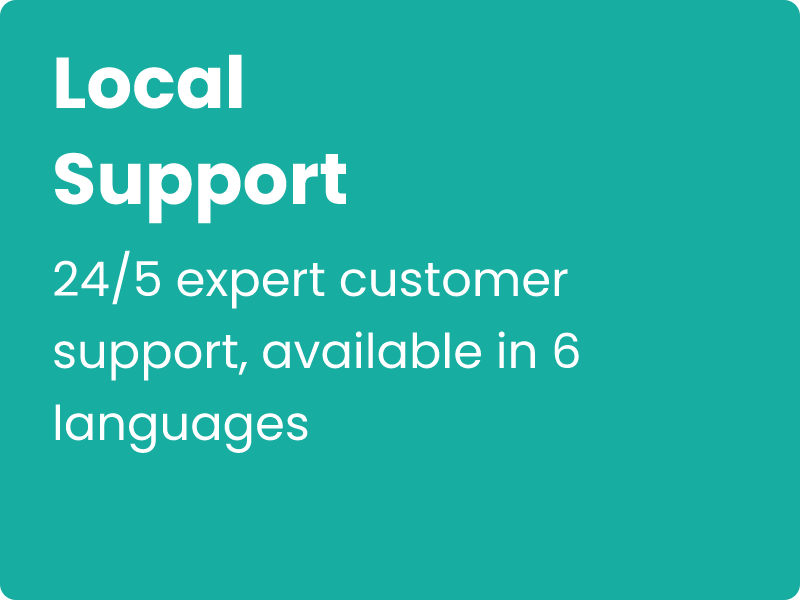 Local
Support
24/5 expert customer
support, available in 6
languages